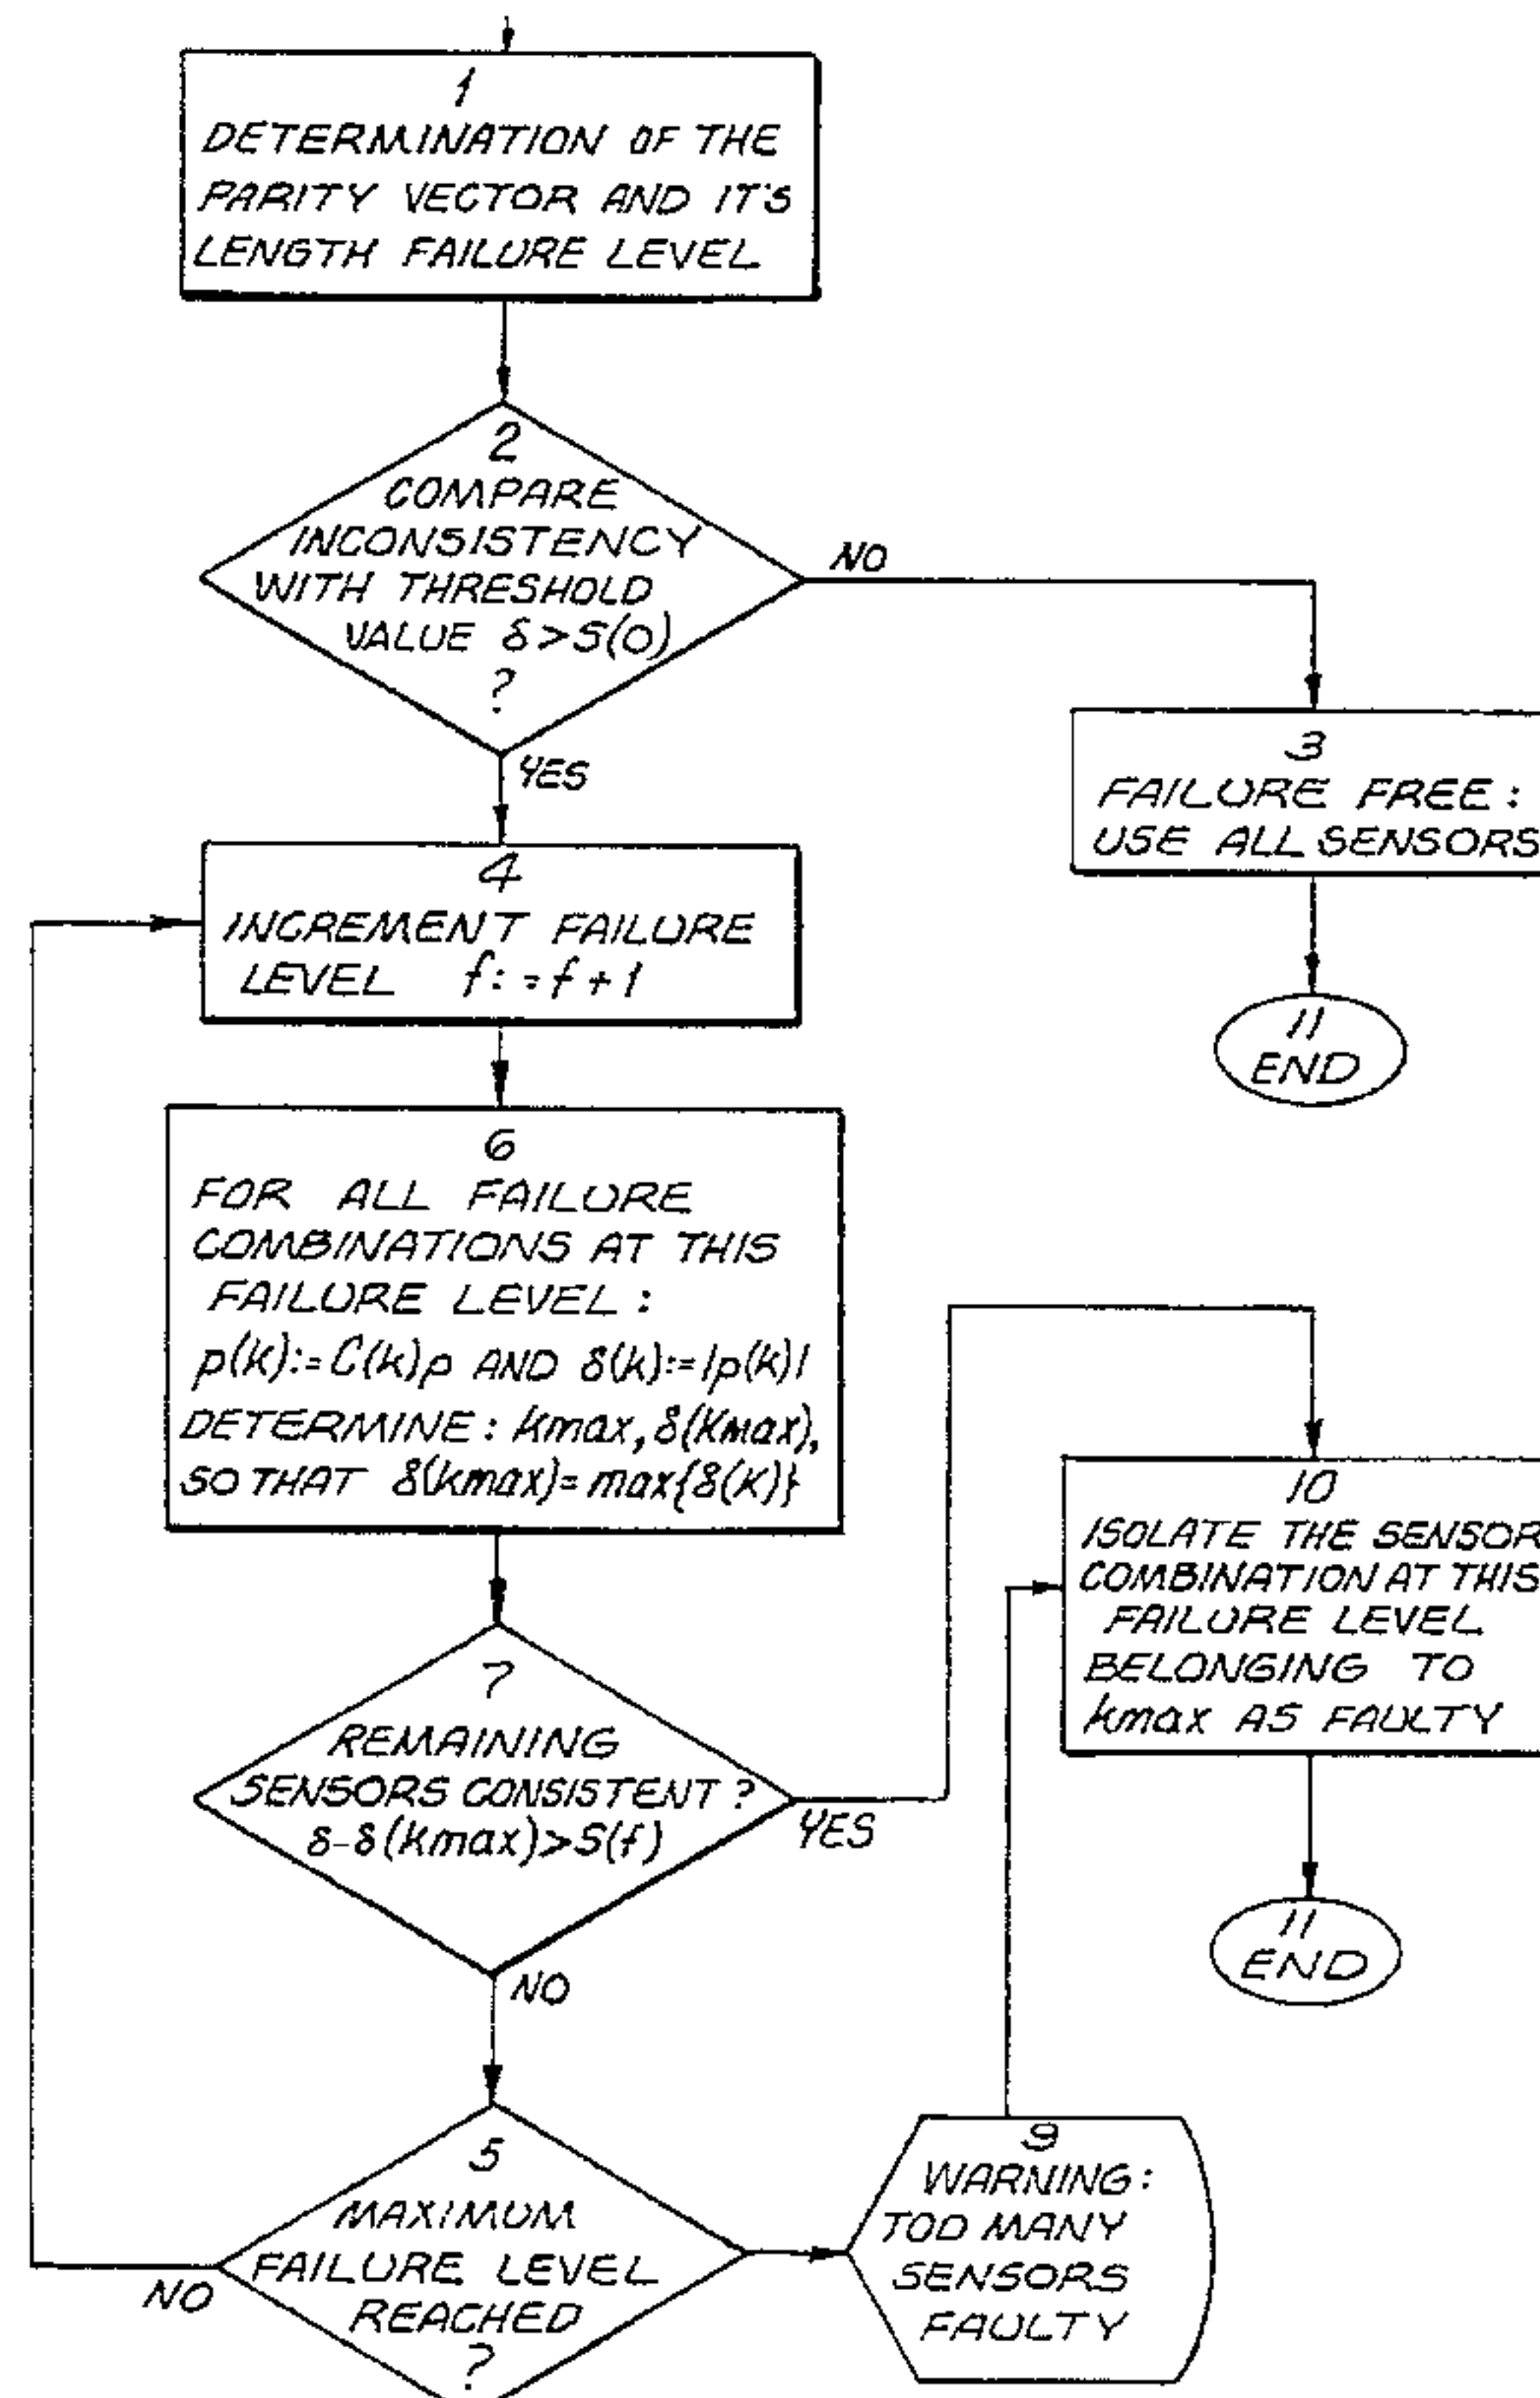 1
DETERMINATION OF THE
PARITY VECTOR AND IT'S
LENGTH FAILURE LEVEL
2
COMPARE
INCONSISTENCY
WITH THRESHOLD
VALUE δ>S(0)
?
NO
YES
3
FAILURE FREE:
USE ALL SENSORS
11
END
4
INCREMENT FAILURE
LEVEL f:=f+1
6
FOR ALL FAILURE
COMBINATIONS AT THIS
FAILURE LEVEL:
p(k):=C(k)p AND δ(k):=|p(k)|
DETERMINE: kmax, δ(kmax),
SO THAT δ(kmax)=max{δ(k)}
7
REMAINING
SENSORS CONSISTENT?
δ-δ(kmax)>S(f)
YES
NO
10
ISOLATE THE SENSOR
COMBINATION AT THIS
FAILURE LEVEL
BELONGING TO
kmax AS FAULTY
11
END
5
MAXIMUM
FAILURE LEVEL
REACHED
?
NO
9
WARNING:
TOO MANY
SENSORS
FAULTY